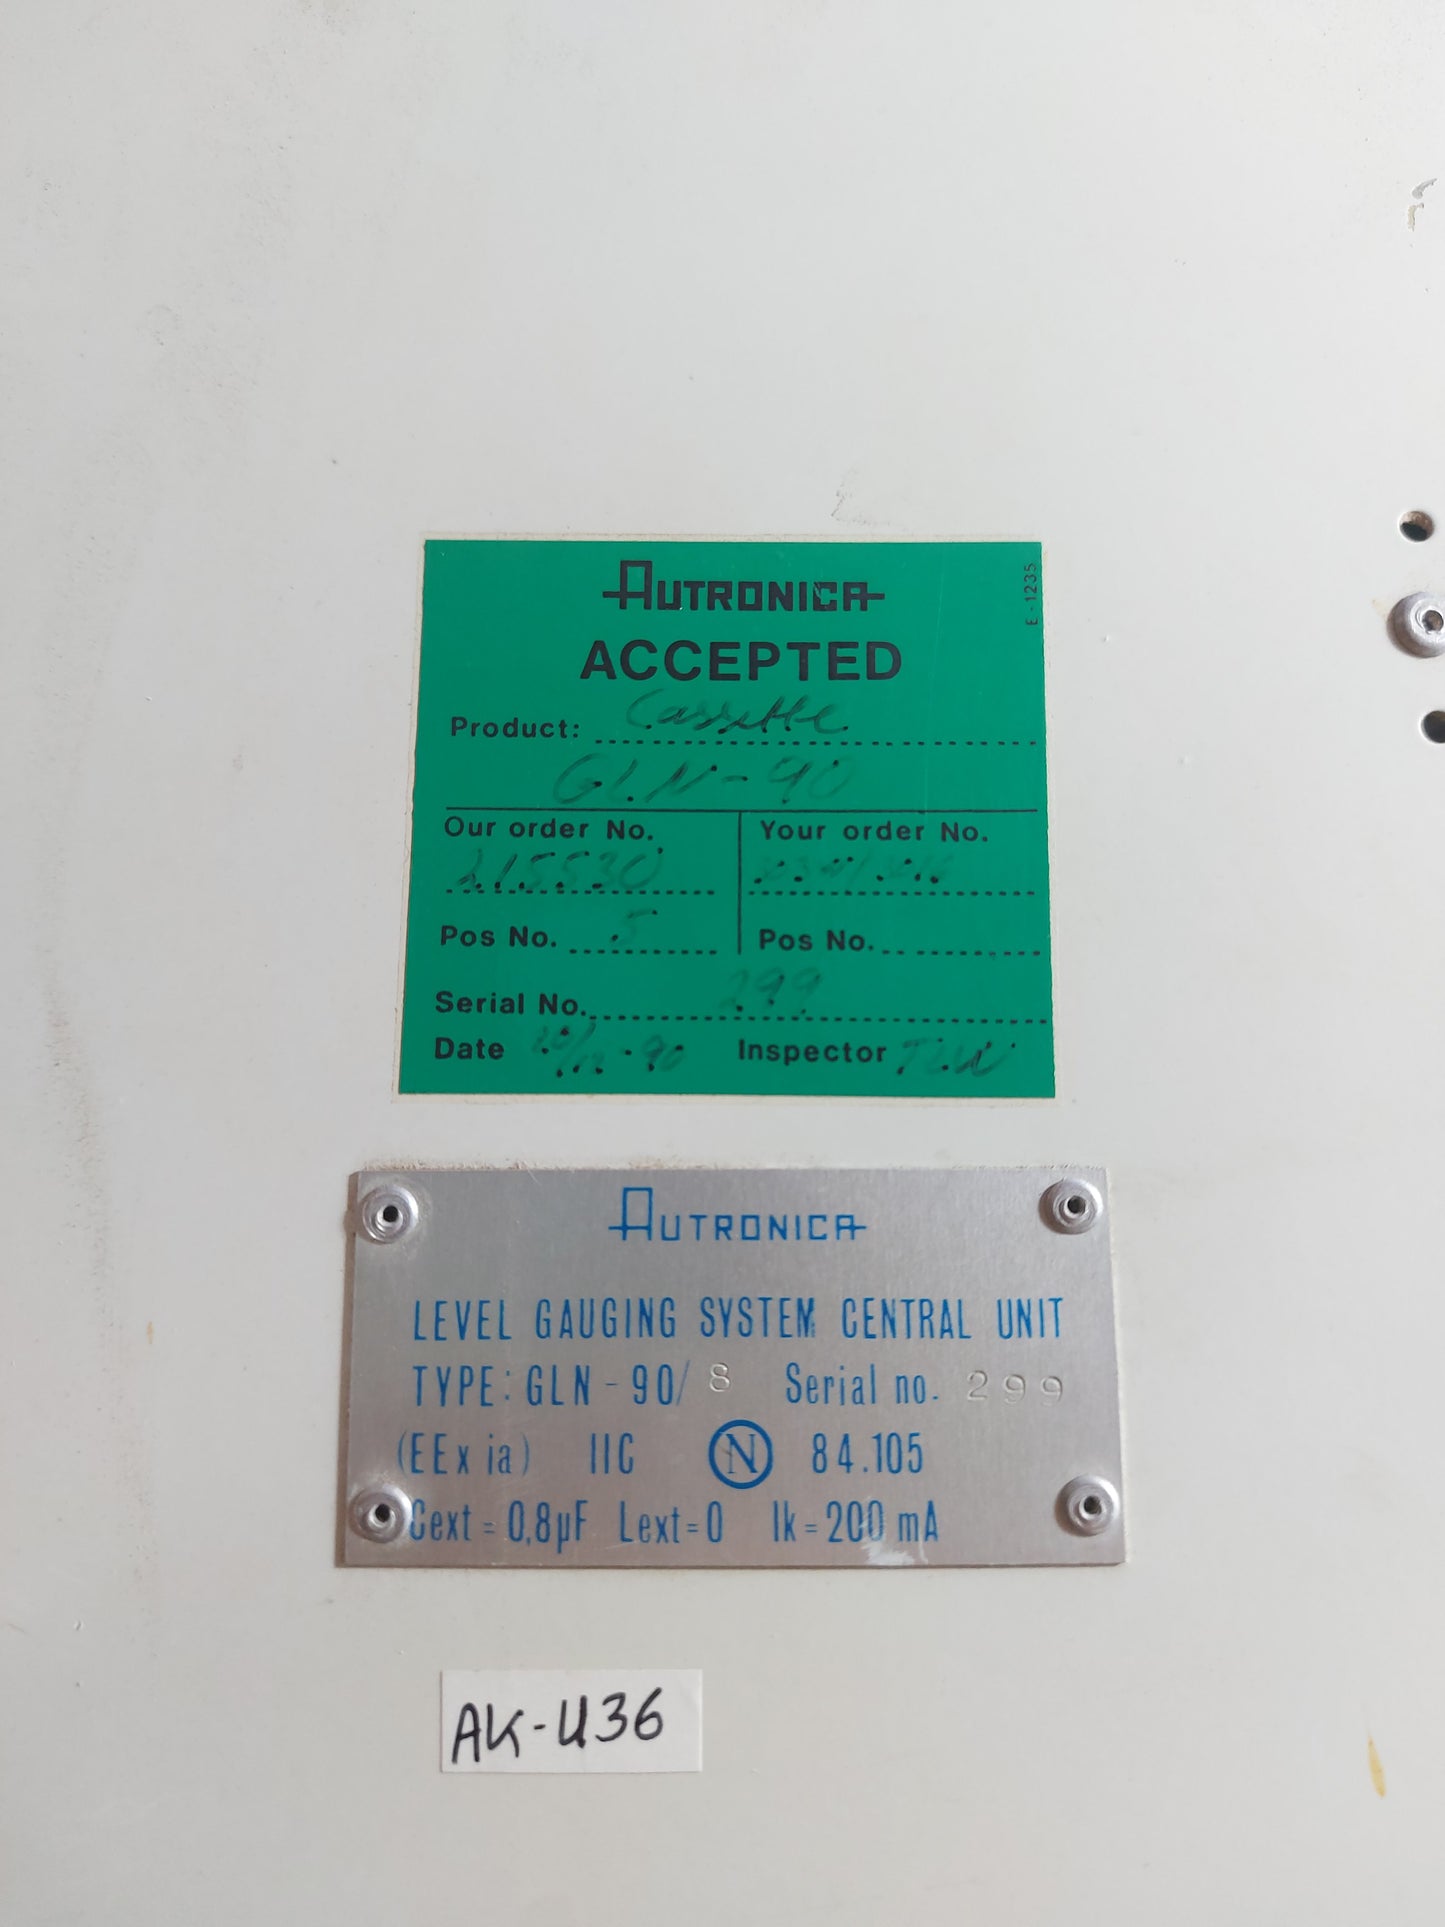 AUTRONICA
E-1235
ACCEPTED
Product: Cassette
GLN-90
Our order No. Your order No.
215530
Pos No. 5 Pos No.
Serial No. 299
Date Inspector
AUTRONICA
LEVEL GAUGING SYSTEM CENTRAL UNIT
TYPE: GLN-90/8 Serial no. 299
(EEx ia) IIC N 84.105
Cext = 0,8µF Lext=0 Ik=200 mA
AK-U36